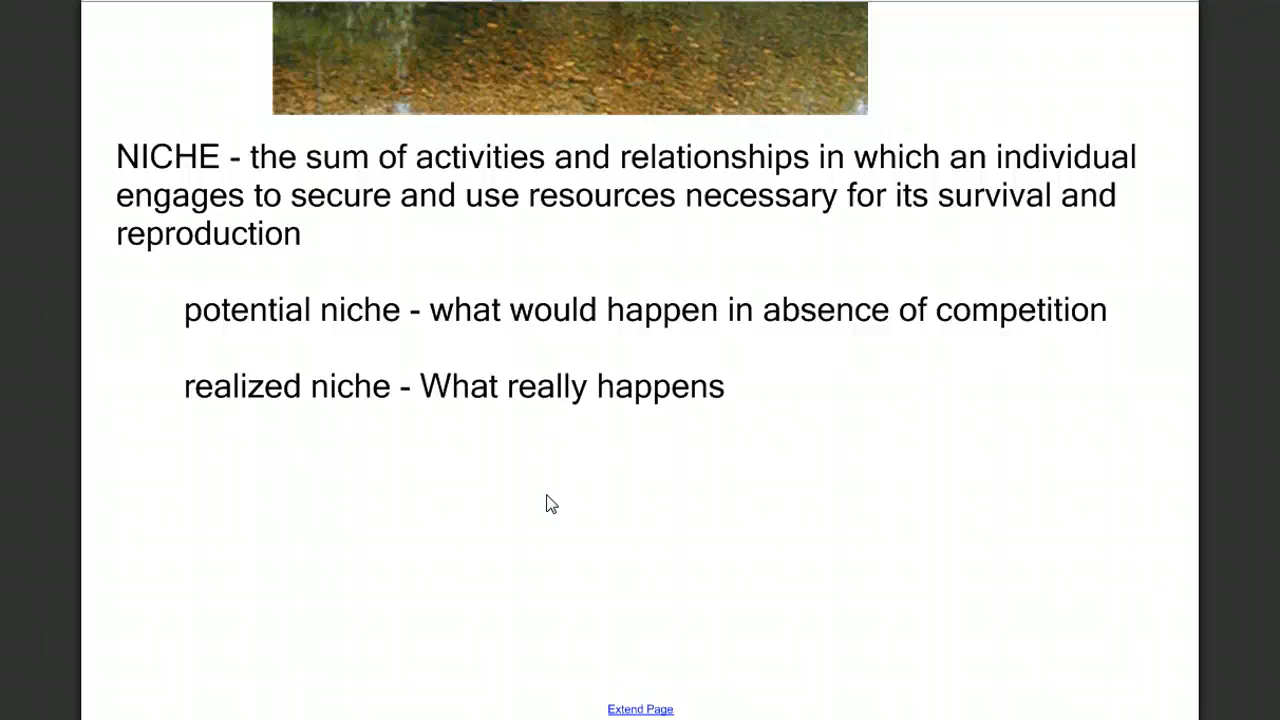 NICHE - the sum of activities and relationships in which an individual
engages to secure and use resources necessary for its survival and
reproduction
potential niche - what would happen in absence of competition
realized niche - What really happens
Extend Page